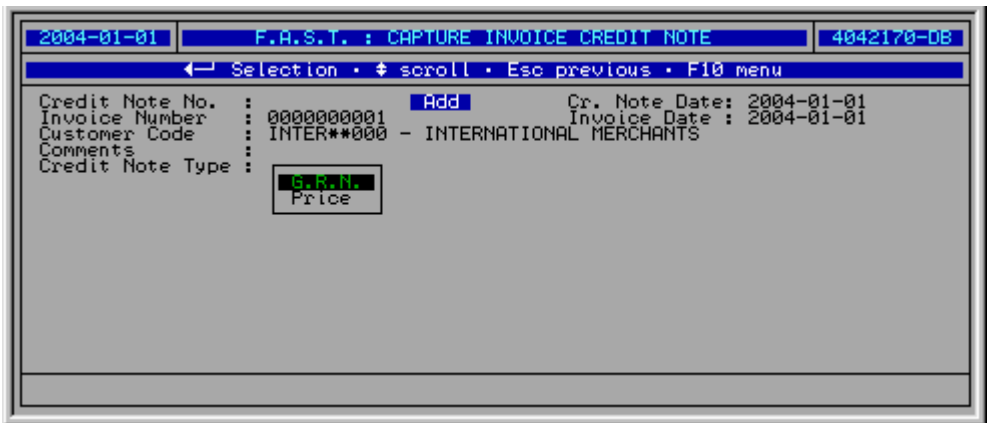 2004-01-01 F.A.S.T. : CAPTURE INVOICE CREDIT NOTE 4042170-DB
◄─┘ Selection · ↕ scroll · Esc previous · F10 menu
Credit Note No. : Add Cr. Note Date: 2004-01-01
Invoice Number : 0000000001 Invoice Date : 2004-01-01
Customer Code : INTER**000 - INTERNATIONAL MERCHANTS
Comments :
Credit Note Type :
G.R.N.
Price